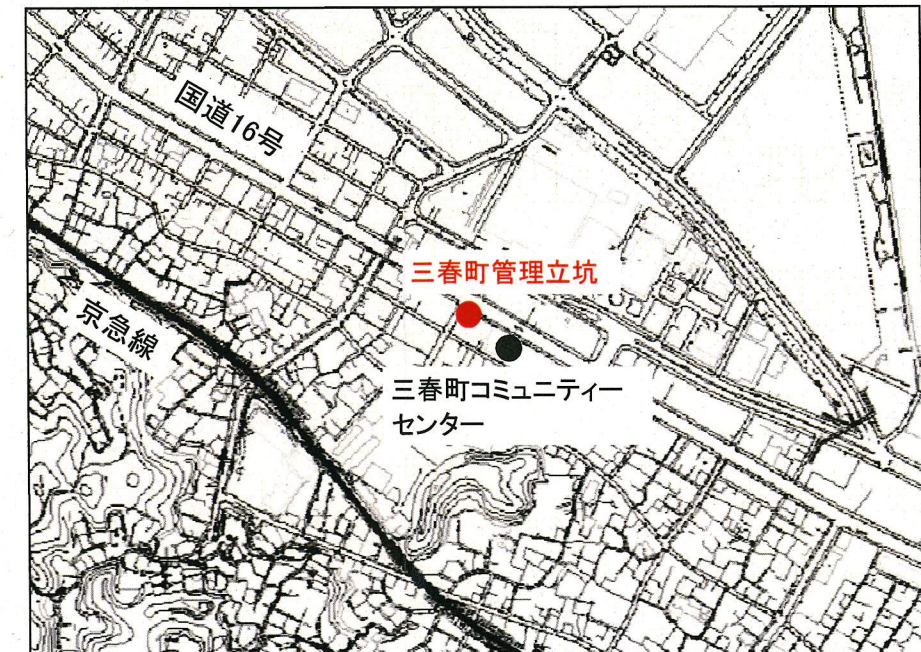 国道16号
三春町管理立坑
京急線
三春町コミュニティー
センター